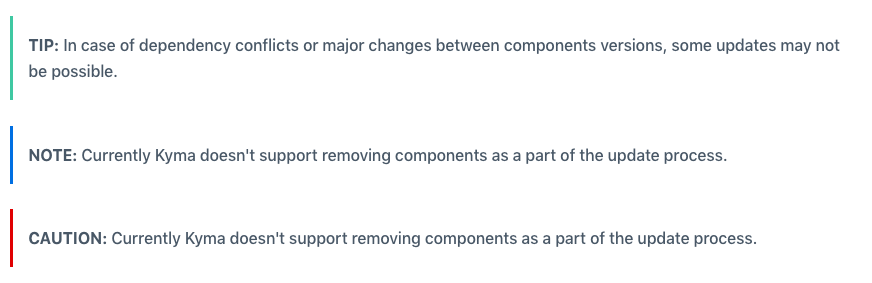 TIP: In case of dependency conflicts or major changes between components versions, some updates may not
be possible.
NOTE: Currently Kyma doesn't support removing components as a part of the update process.
CAUTION: Currently Kyma doesn't support removing components as a part of the update process.